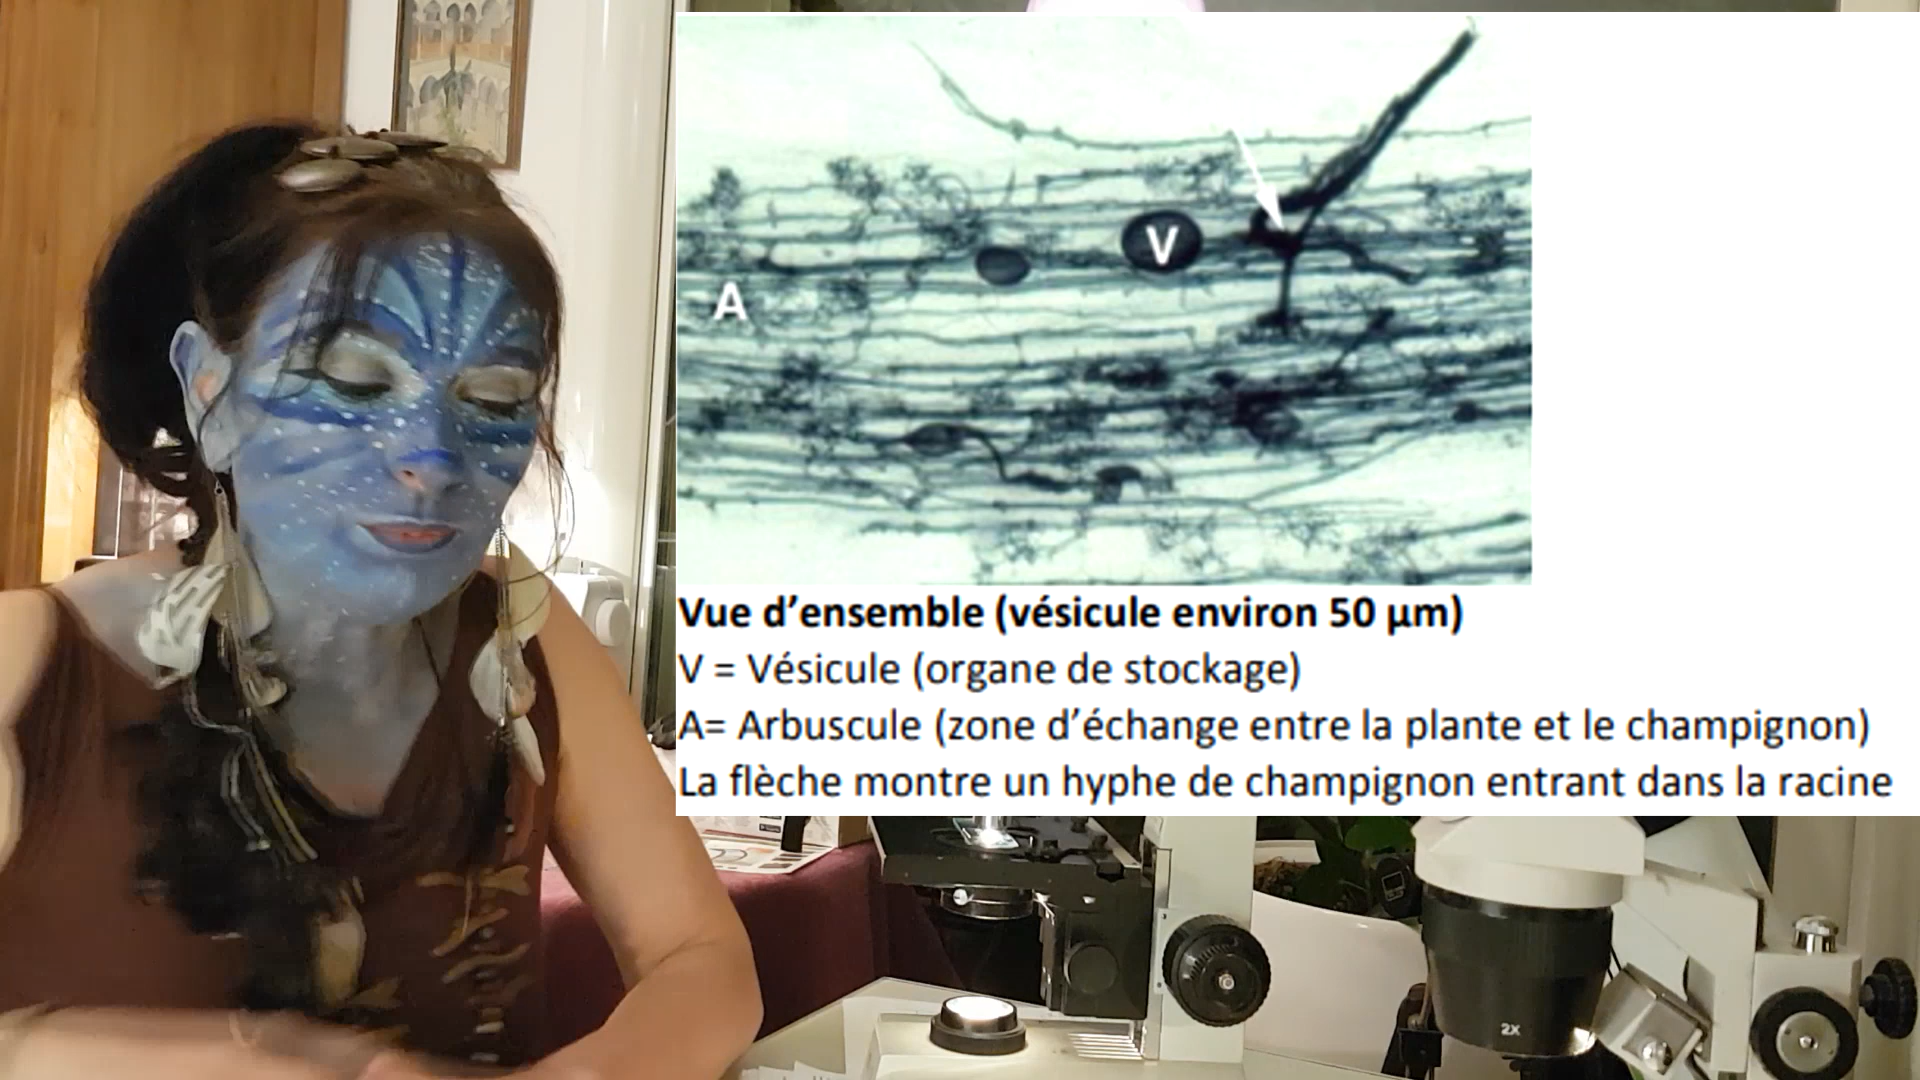 V
A
Vue d’ensemble (vésicule environ 50 µm)
V = Vésicule (organe de stockage)
A= Arbuscule (zone d’échange entre la plante et le champignon)
La flèche montre un hyphe de champignon entrant dans la racine
2X